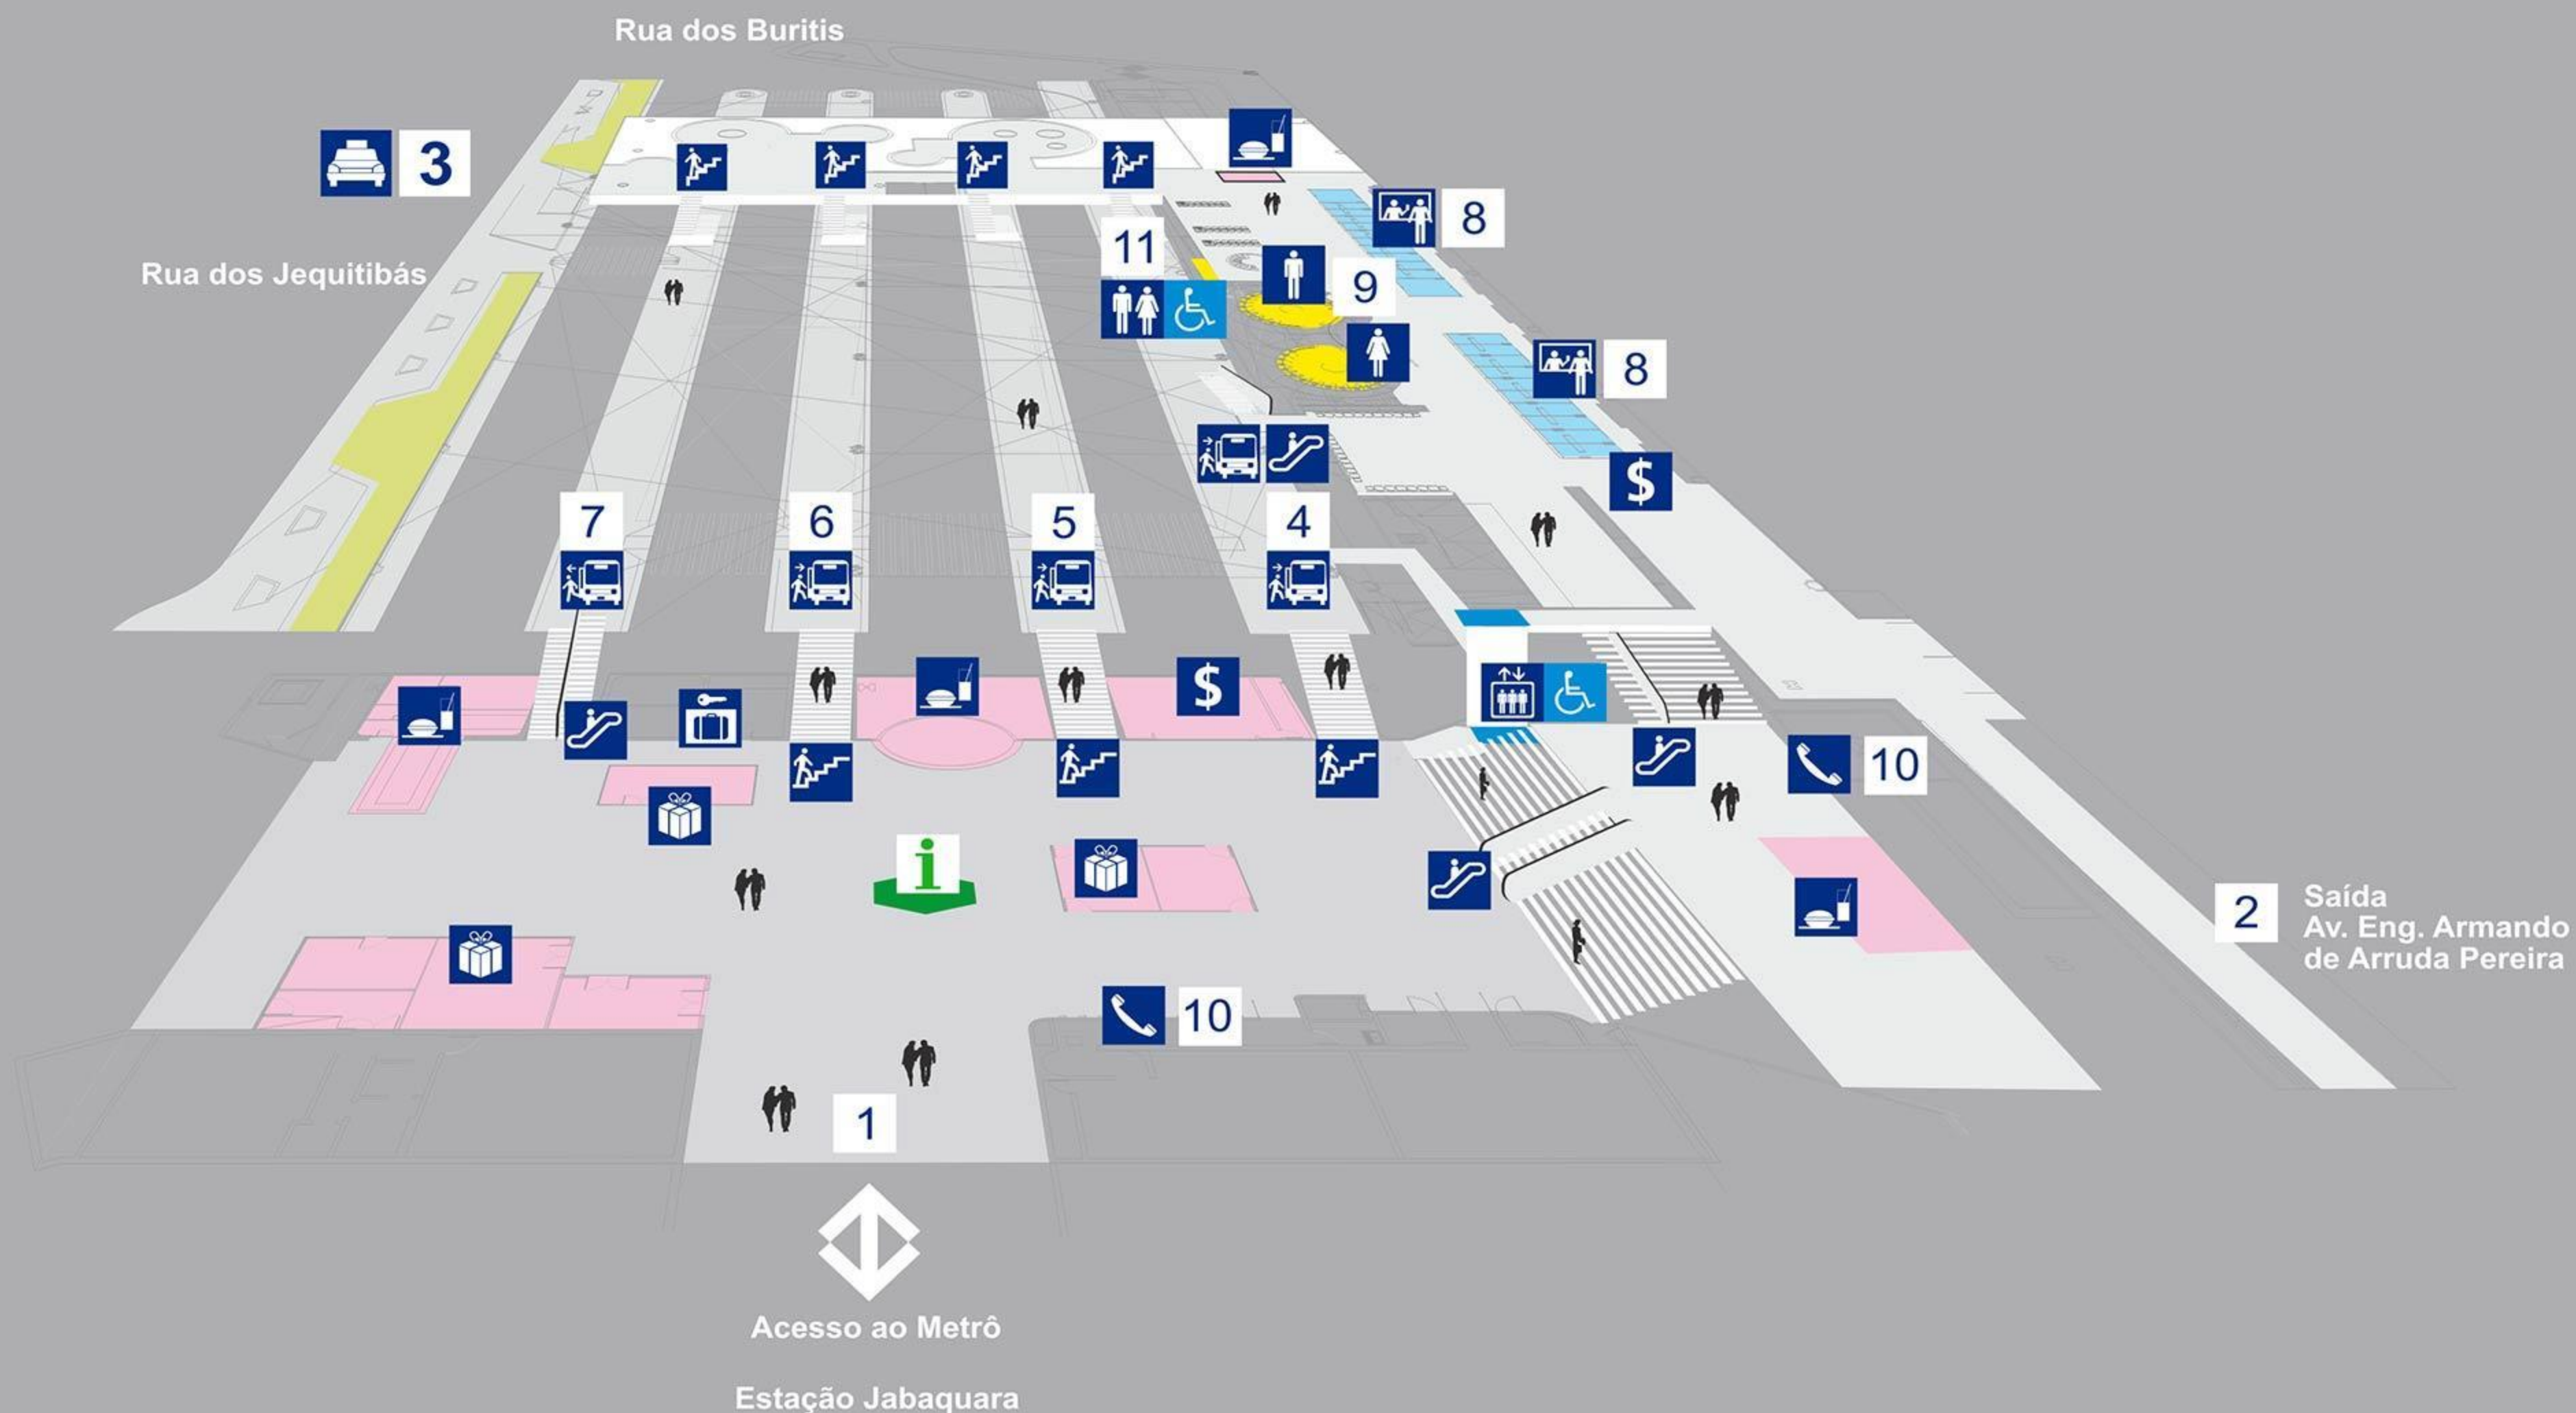 Rua dos Buritis
3
8
11
Rua dos Jequitibás
9
8
$
7
6
5
4
$
10
i
2
Saída
Av. Eng. Armando
de Arruda Pereira
10
1
Acesso ao Metrô
Estação Jabaquara